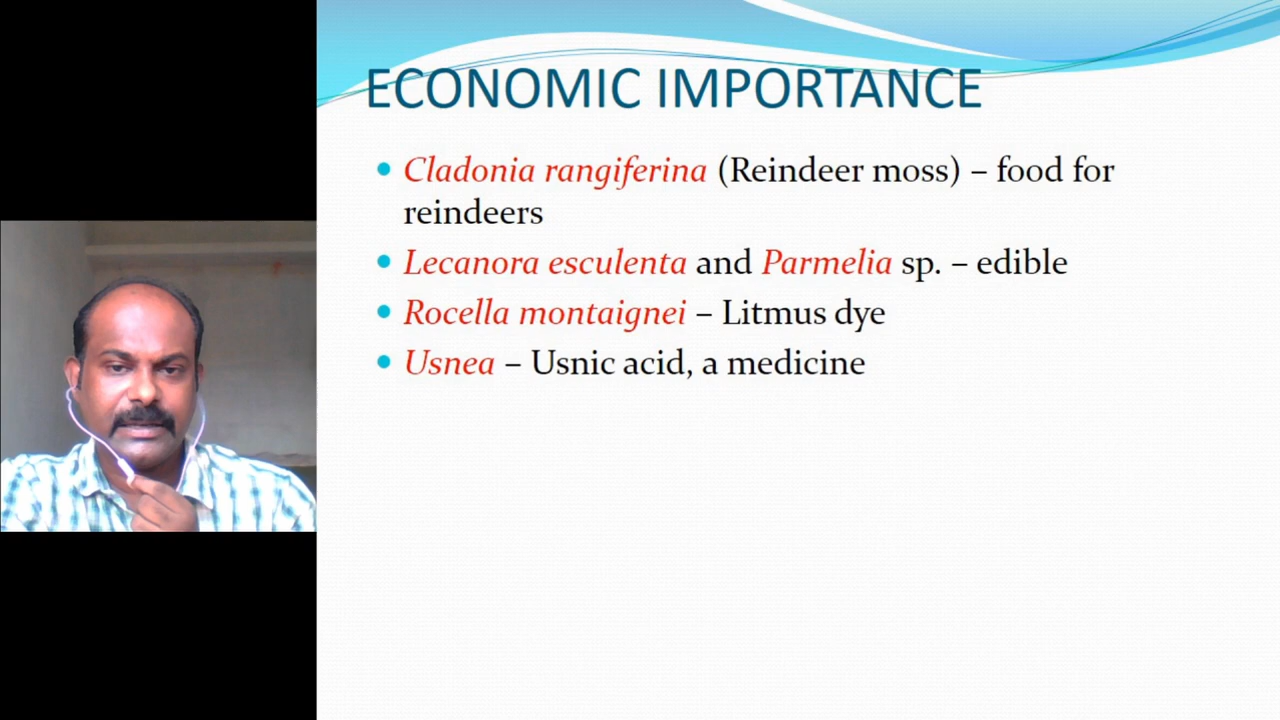 ECONOMIC IMPORTANCE
• Cladonia rangiferina (Reindeer moss) – food for
reindeers
• Lecanora esculenta and Parmelia sp. – edible
• Rocella montaignei – Litmus dye
• Usnea – Usnic acid, a medicine